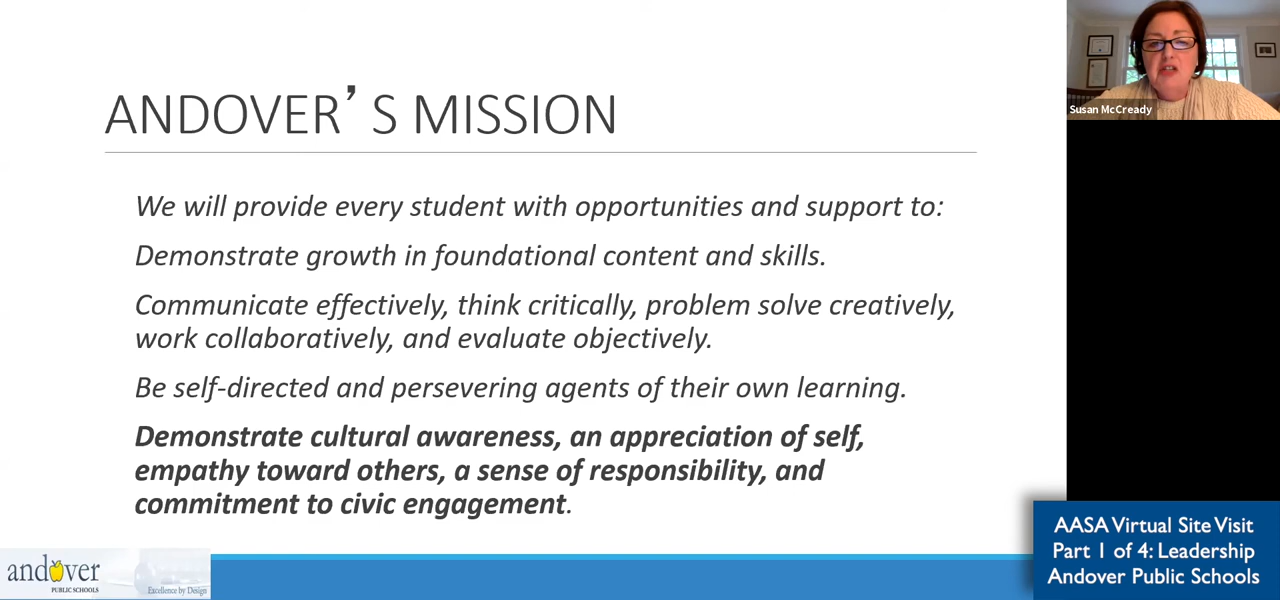 ANDOVER’S MISSION
We will provide every student with opportunities and support to:
Demonstrate growth in foundational content and skills.
Communicate effectively, think critically, problem solve creatively,
work collaboratively, and evaluate objectively.
Be self-directed and persevering agents of their own learning.
Demonstrate cultural awareness, an appreciation of self,
empathy toward others, a sense of responsibility, and
commitment to civic engagement.
Susan McCready
AASA Virtual Site Visit
Part 1 of 4: Leadership
Andover Public Schools
andover
PUBLIC SCHOOLS
Excellence by Design